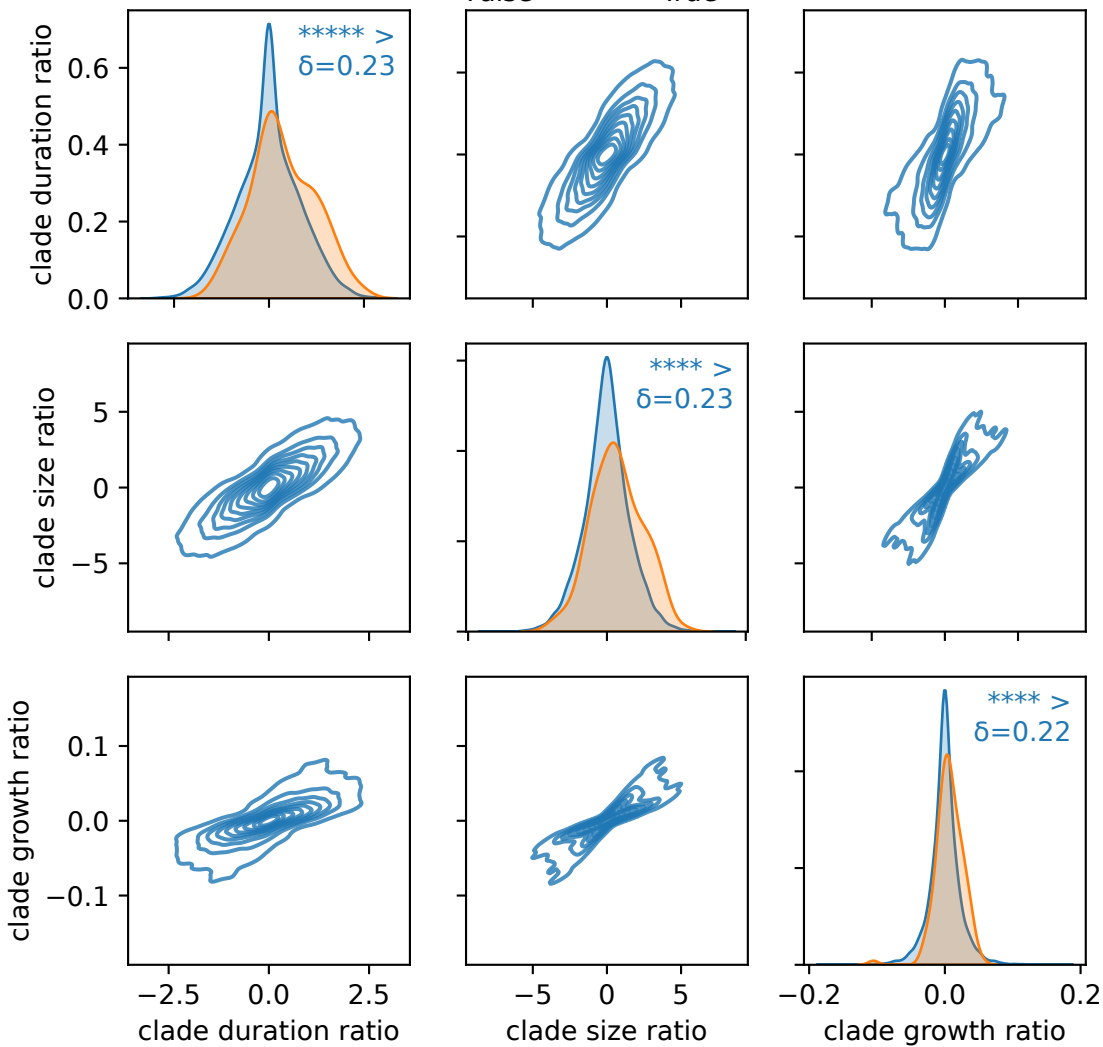 ***** >
δ=0.23
clade duration ratio
0.6
0.4
0.2
0.0
**** >
δ=0.23
clade size ratio
5
0
−5
**** >
δ=0.22
clade growth ratio
0.1
0.0
−0.1
−2.5 0.0 2.5
−5 0 5
−0.2 0.0 0.2
clade duration ratio
clade size ratio
clade growth ratio